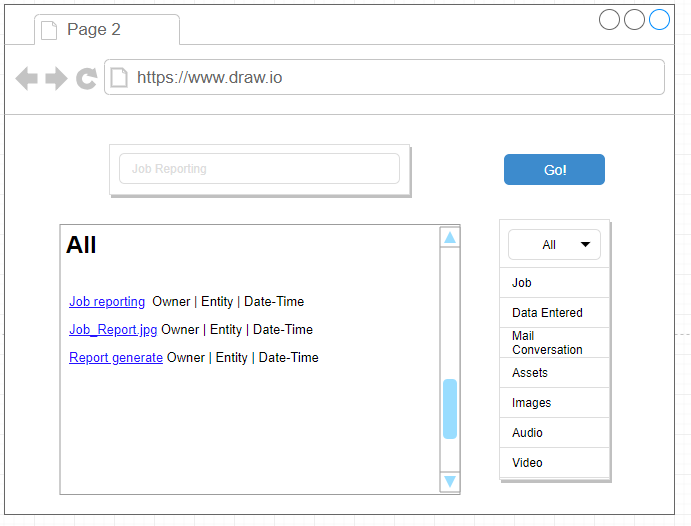 Page 2
https://www.draw.io
Job Reporting
Go!
All
Job reporting Owner | Entity | Date-Time
Job_Report.jpg Owner | Entity | Date-Time
Report generate Owner | Entity | Date-Time
All
Job
Data Entered
Mail
Conversation
Assets
Images
Audio
Video